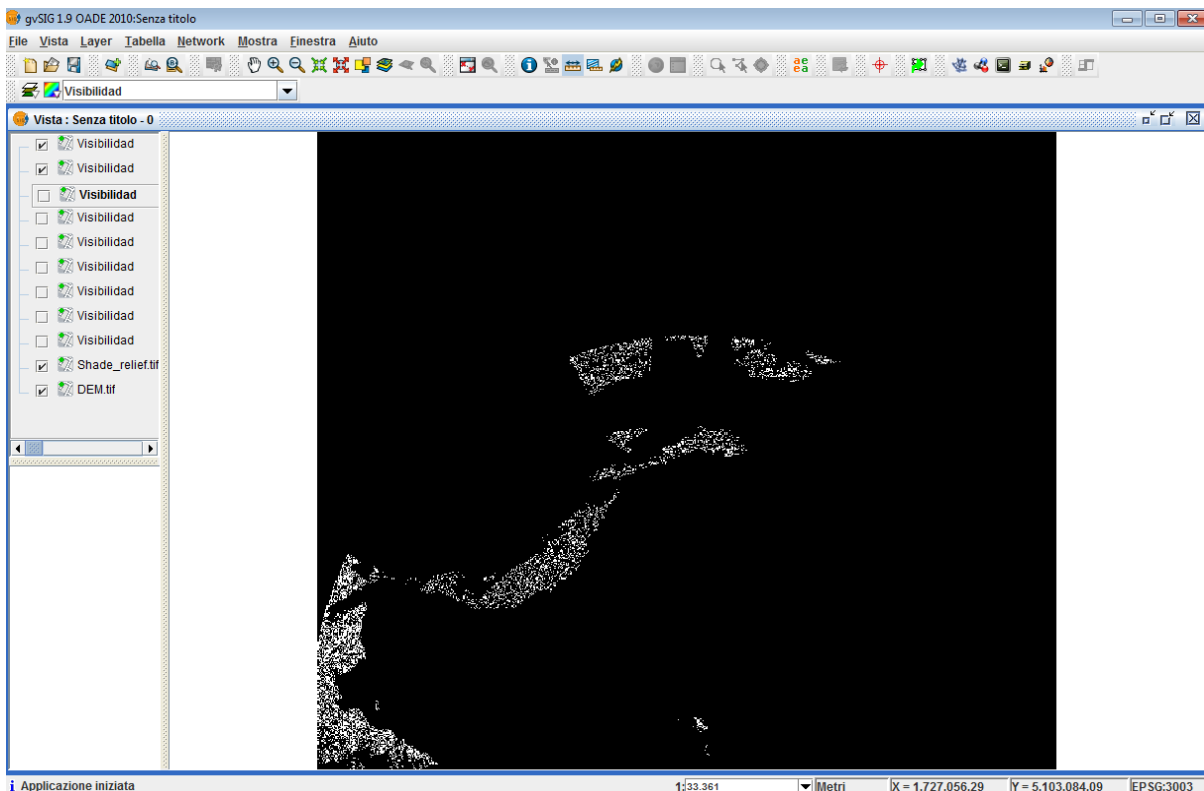 gvSIG 1.9 OADE 2010:Senza titolo
File Vista Layer Tabella Network Mostra Finestra Aiuto
Visibilidad
Vista : Senza titolo - 0
Visibilidad
Visibilidad
Visibilidad
Visibilidad
Visibilidad
Visibilidad
Visibilidad
Visibilidad
Visibilidad
Shade_relief.tif
DEM.tif
Applicazione iniziata 1:33.361 Metri X = 1.727.056,29 Y = 5.103.084,09 EPSG:3003